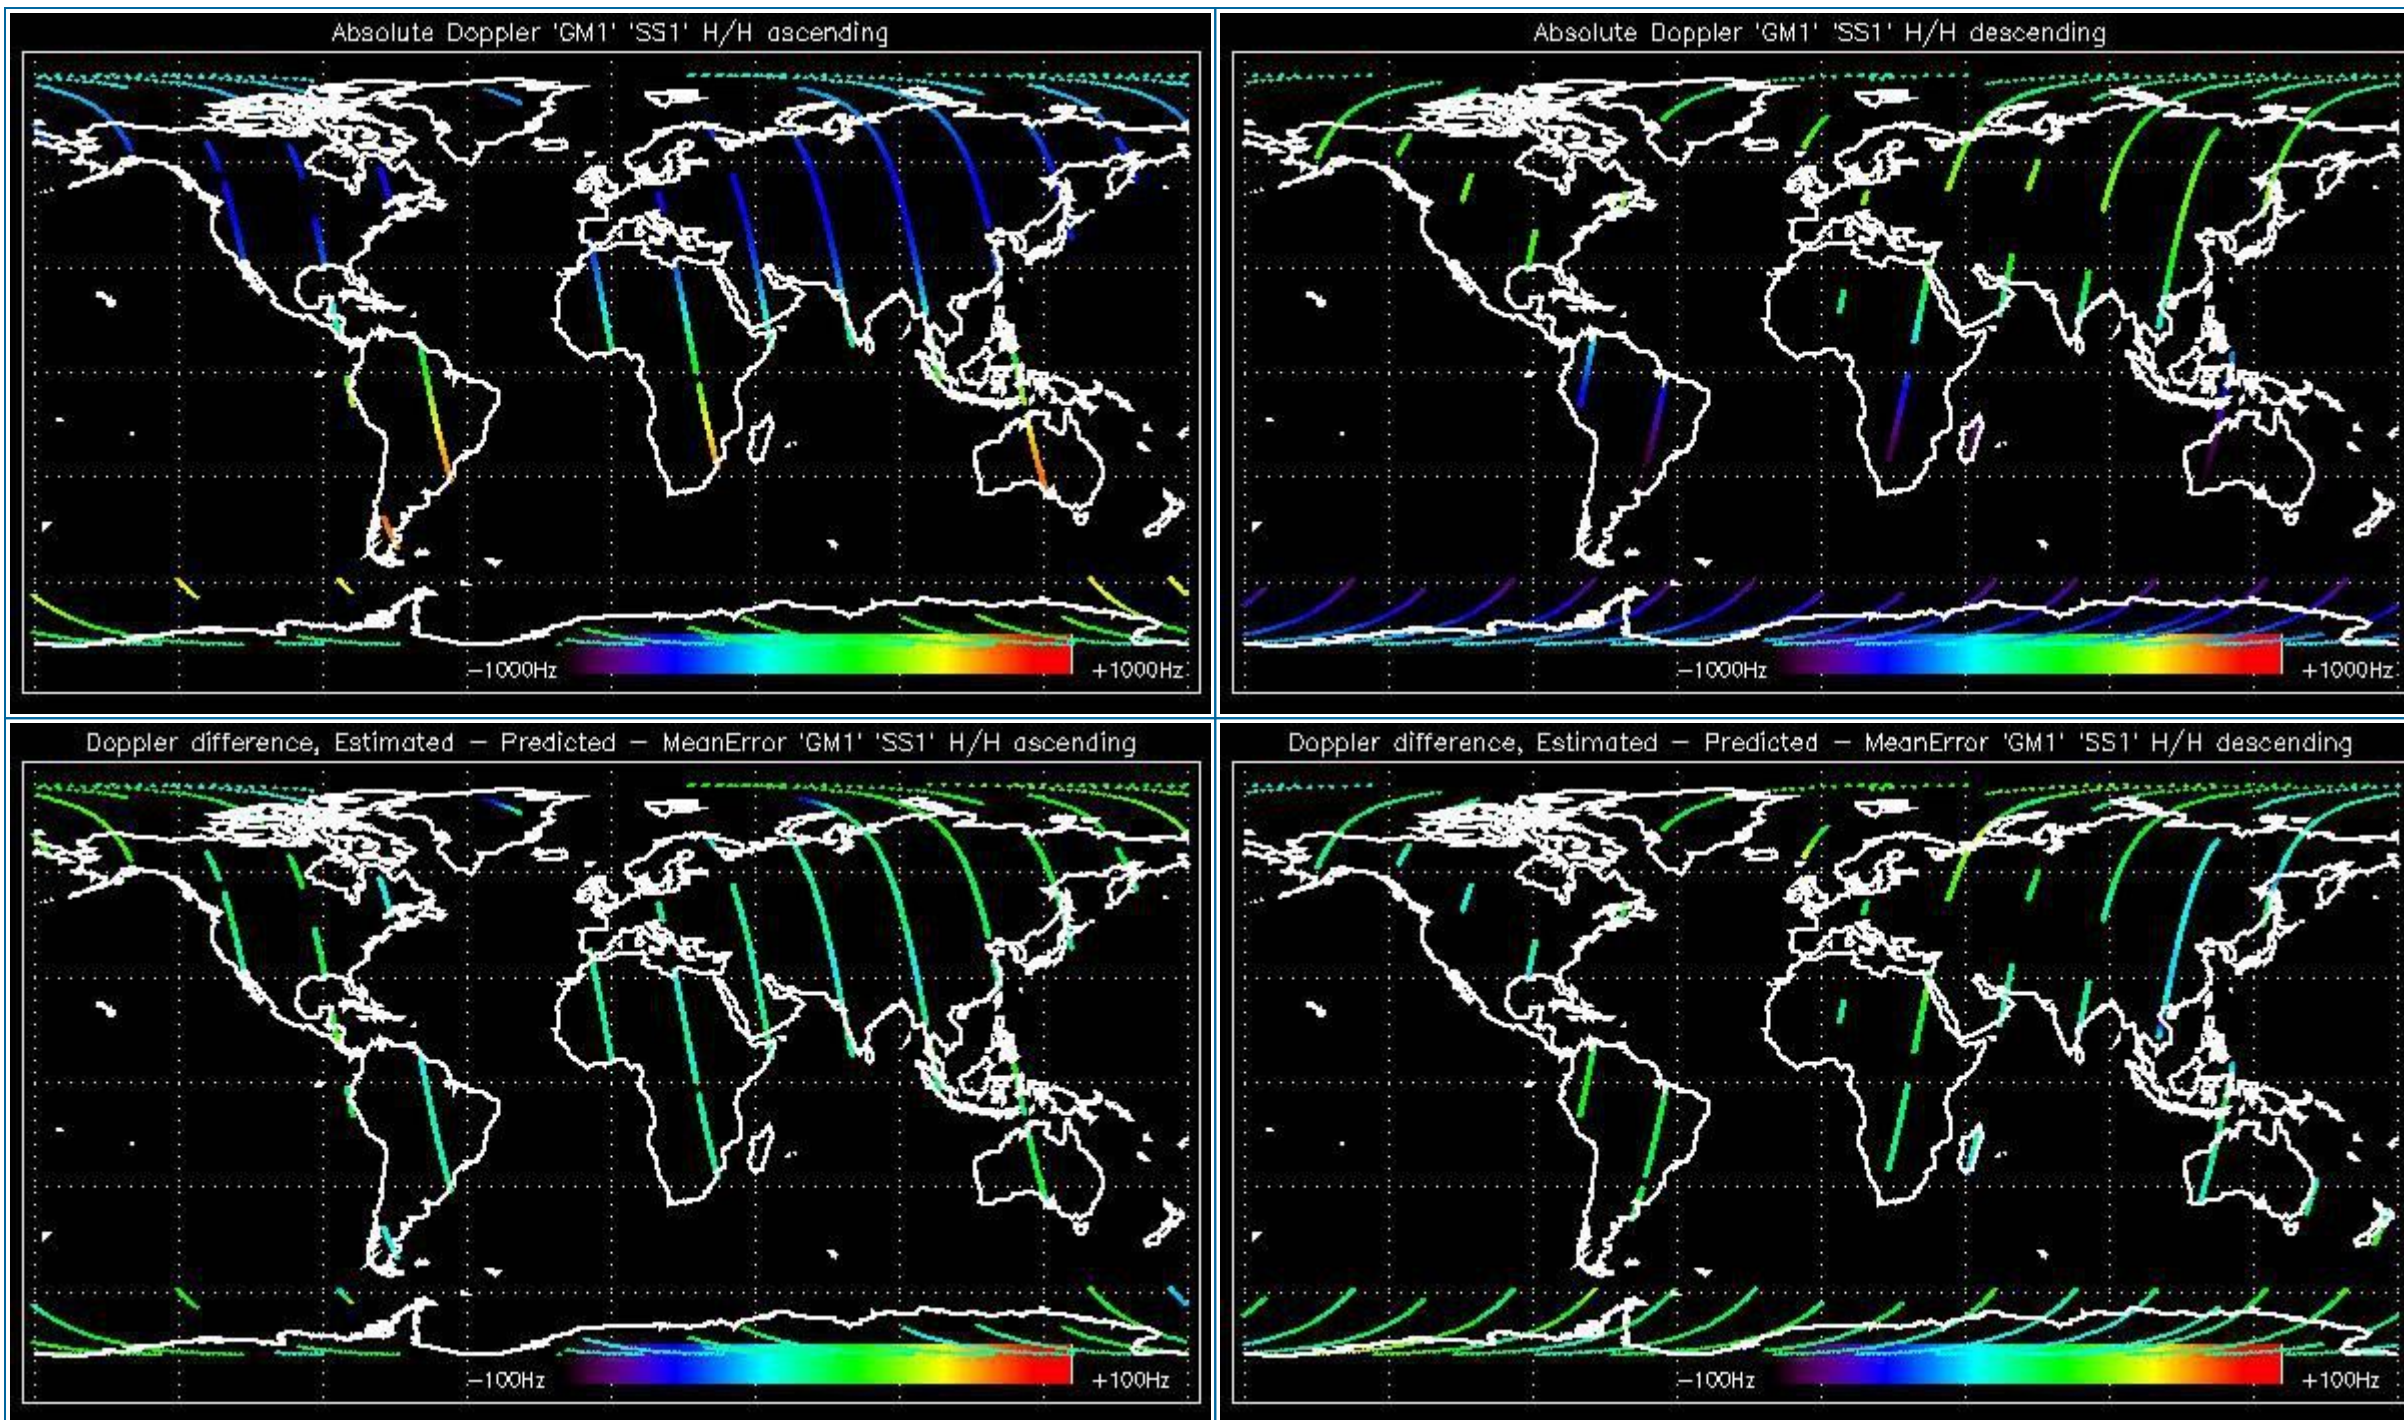 Absolute Doppler 'GM1' 'SS1' H/H ascending
−1000Hz
+1000Hz
Absolute Doppler 'GM1' 'SS1' H/H descending
−1000Hz
+1000Hz
Doppler difference, Estimated − Predicted − MeanError 'GM1' 'SS1' H/H ascending
−100Hz
+100Hz
Doppler difference, Estimated − Predicted − MeanError 'GM1' 'SS1' H/H descending
−100Hz
+100Hz